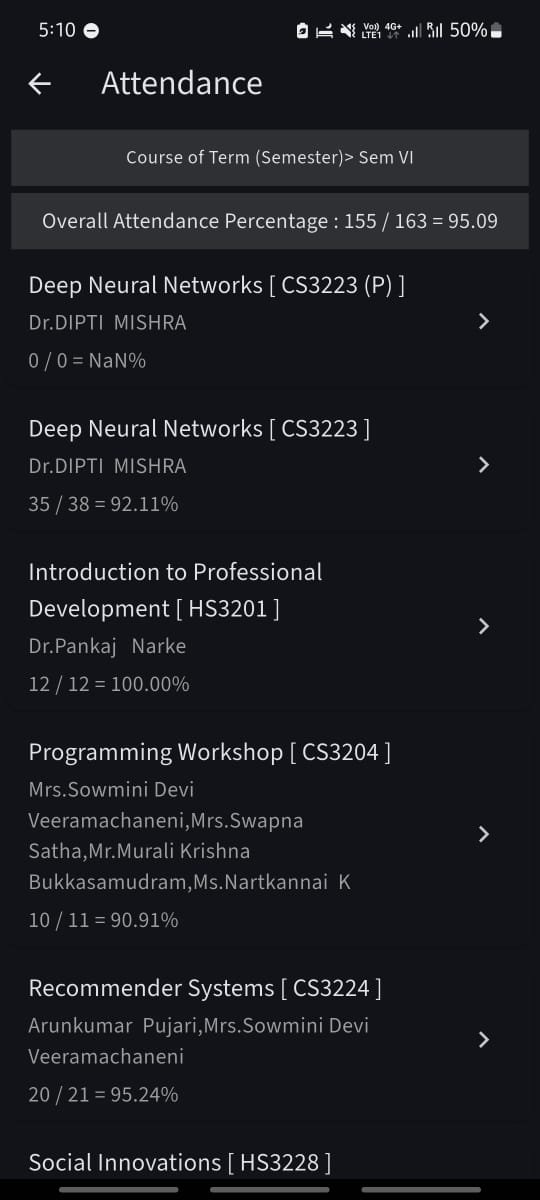 5:10
Voo) 4G+ R 50%
LTE1
Attendance
Course of Term (Semester)> Sem VI
Overall Attendance Percentage : 155 / 163 = 95.09
Deep Neural Networks [ CS3223 (P) ]
Dr.DIPTI MISHRA
0 / 0 = NaN%
Deep Neural Networks [ CS3223 ]
Dr.DIPTI MISHRA
35 / 38 = 92.11%
Introduction to Professional
Development [ HS3201 ]
Dr.Pankaj Narke
12 / 12 = 100.00%
Programming Workshop [ CS3204 ]
Mrs.Sowmini Devi
Veeramachaneni,Mrs.Swapna
Satha,Mr.Murali Krishna
Bukkasamudram,Ms.Nartkannai K
10 / 11 = 90.91%
Recommender Systems [ CS3224 ]
Arunkumar Pujari,Mrs.Sowmini Devi
Veeramachaneni
20 / 21 = 95.24%
Social Innovations [ HS3228 ]